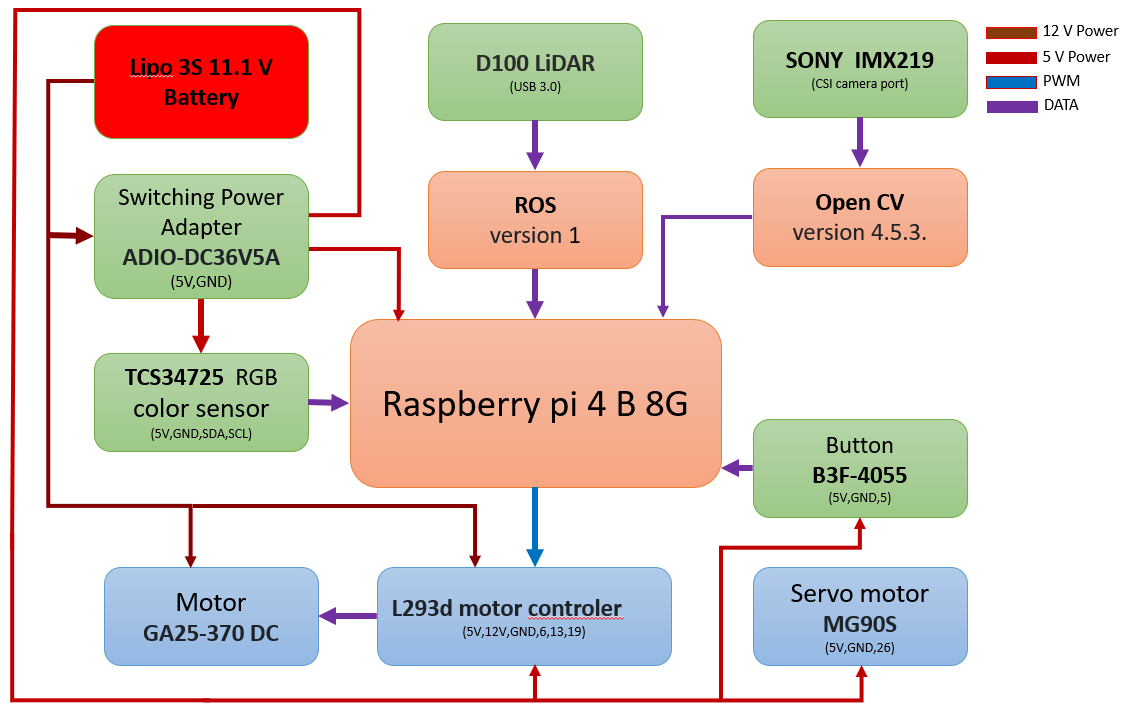 Lipo 3S 11.1 V
Battery
D100 LiDAR
(USB 3.0)
SONY IMX219
(CSI camera port)
12 V Power
5 V Power
PWM
DATA
Switching Power
Adapter
ADIO-DC36V5A
(5V,GND)
ROS
version 1
Open CV
version 4.5.3.
TCS34725 RGB
color sensor
(5V,GND,SDA,SCL)
Raspberry pi 4 B 8G
Button
B3F-4055
(5V,GND,5)
Motor
GA25-370 DC
L293d motor controler
(5V,12V,GND,6,13,19)
Servo motor
MG90S
(5V,GND,26)